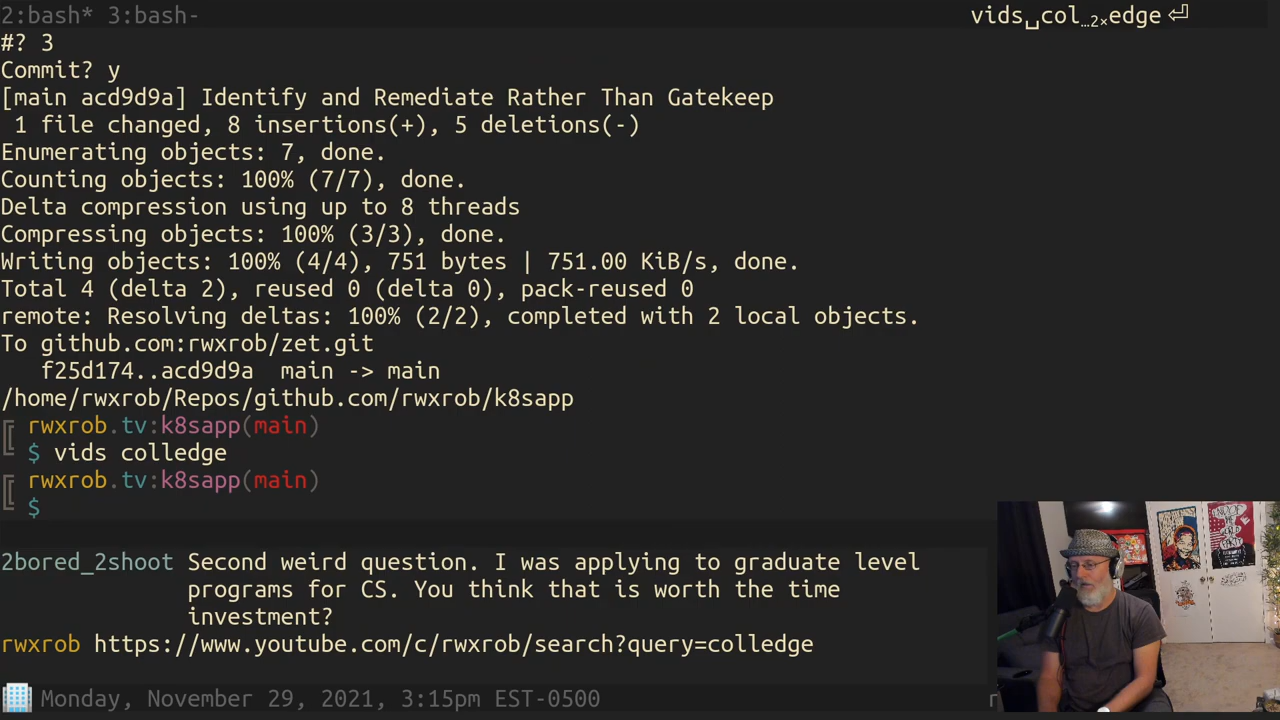 2:bash* 3:bash-
vids␣col…2×edge ⏎
#? 3
Commit? y
[main acd9d9a] Identify and Remediate Rather Than Gatekeep
1 file changed, 8 insertions(+), 5 deletions(-)
Enumerating objects: 7, done.
Counting objects: 100% (7/7), done.
Delta compression using up to 8 threads
Compressing objects: 100% (3/3), done.
Writing objects: 100% (4/4), 751 bytes | 751.00 KiB/s, done.
Total 4 (delta 2), reused 0 (delta 0), pack-reused 0
remote: Resolving deltas: 100% (2/2), completed with 2 local objects.
To github.com:rwxrob/zet.git
f25d174..acd9d9a  main -> main
/home/rwxrob/Repos/github.com/rwxrob/k8sapp
rwxrob.tv:k8sapp(main)
$ vids colledge
rwxrob.tv:k8sapp(main)
$
2bored_2shoot Second weird question. I was applying to graduate level
programs for CS. You think that is worth the time
investment?
rwxrob https://www.youtube.com/c/rwxrob/search?query=colledge
Monday, November 29, 2021, 3:15pm EST-0500